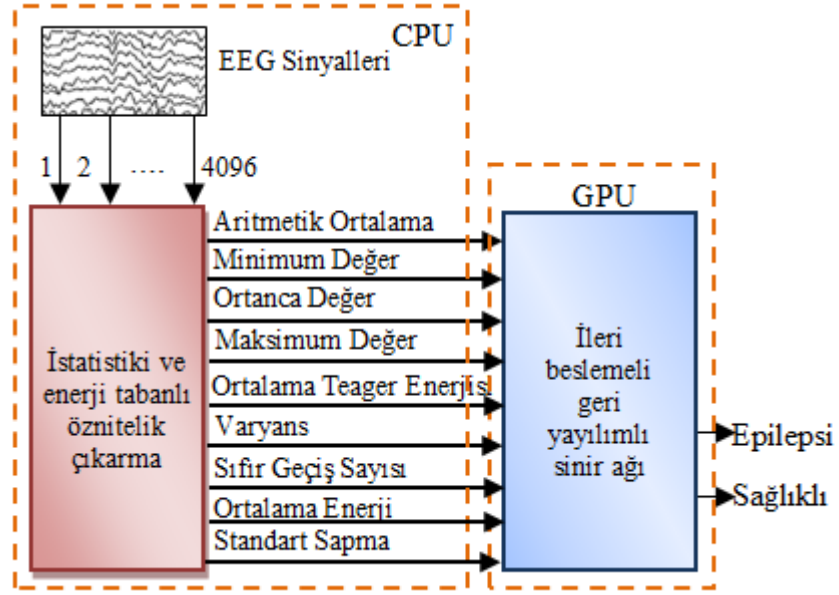 CPU
EEG Sinyalleri
1 2 .... 4096
GPU
Aritmetik Ortalama
Minimum Değer
Ortanca Değer
Maksimum Değer
Ortalama Teager Enerjis
Varyans
Sıfır Geçiş Sayısı
Ortalama Enerji
Standart Sapma
İstatistiki ve
enerji tabanlı
öznitelik
çıkarma
İleri
beslemeli
geri
yayılımlı
sinir ağı
Epilepsi
Sağlıklı